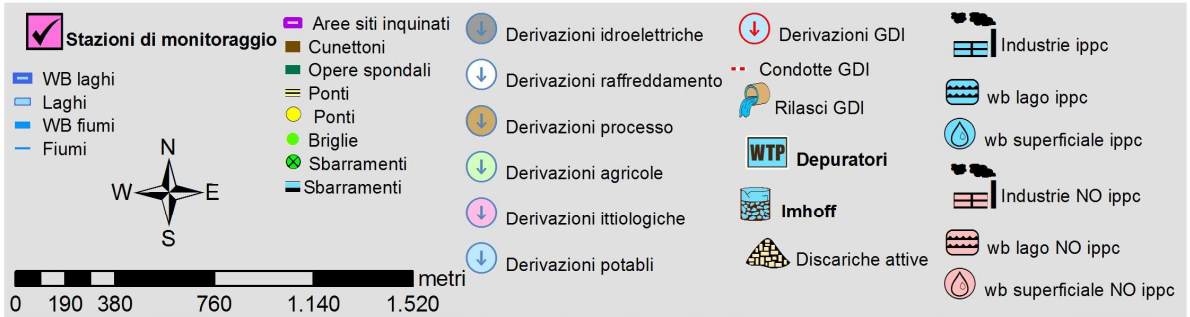 Stazioni di monitoraggio
WB laghi
Laghi
WB fiumi
Fiumi
N
W E
S
0 190 380 760 1.140 1.520
metri
Aree siti inquinati
Cunettoni
Opere spondali
Ponti
Ponti
Briglie
Sbarramenti
Sbarramenti
Derivazioni idroelettriche
Derivazioni raffreddamento
Derivazioni processo
Derivazioni agricole
Derivazioni ittiologiche
Derivazioni potabli
Derivazioni GDI
Condotte GDI
Rilasci GDI
WTP Depuratori
Imhoff
Discariche attive
Industrie ippc
wb lago ippc
wb superficiale ippc
Industrie NO ippc
wb lago NO ippc
wb superficiale NO ippc